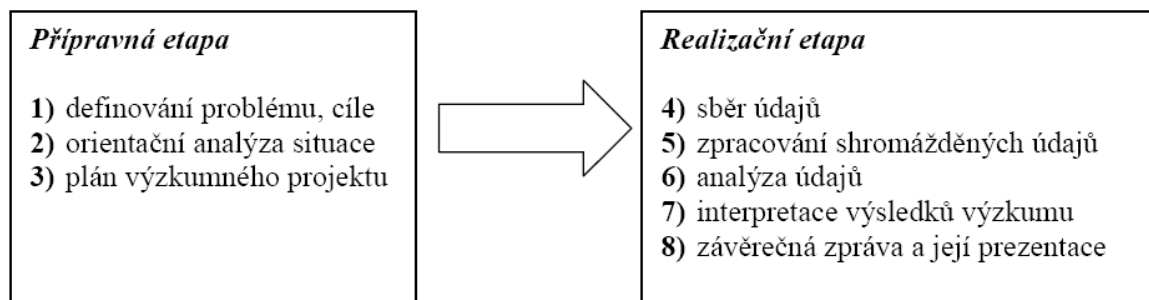 Přípravná etapa
1) definování problému, cíle
2) orientační analýza situace
3) plán výzkumného projektu
Realizační etapa
4) sběr údajů
5) zpracování shromážděných údajů
6) analýza údajů
7) interpretace výsledků výzkumu
8) závěrečná zpráva a její prezentace